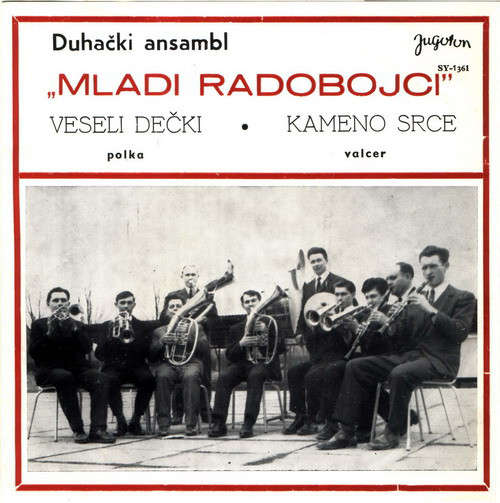 Duhački ansambl
Jugoton
SY-1361
„MLADI RADOBOJCI”
VESELI DEČKI • KAMENO SRCE
polka valcer